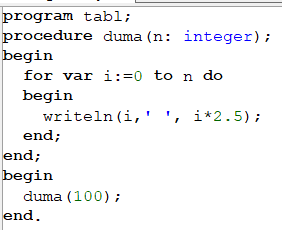 program tabl;
procedure duma(n: integer);
begin
  for var i:=0 to n do
  begin
    writeln(i,' ', i*2.5);
  end;
end;
begin
  duma(100);
end.